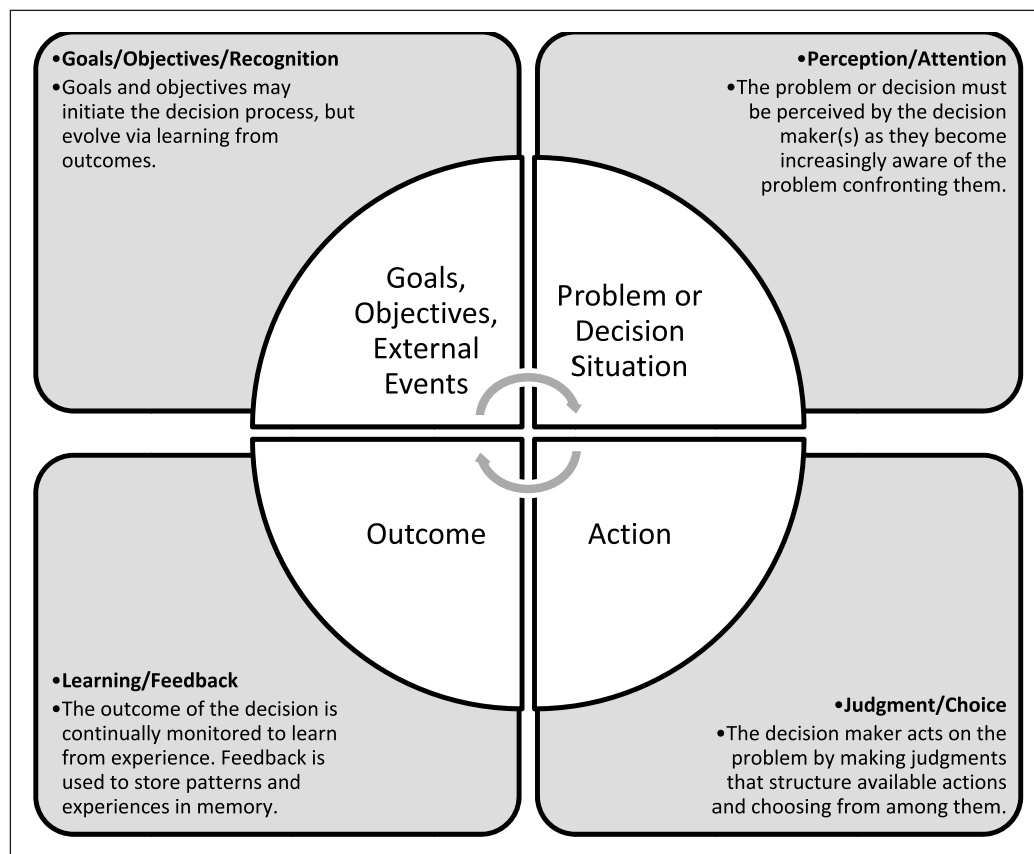 •Goals/Objectives/Recognition
•Goals and objectives may
initiate the decision process, but
evolve via learning from
outcomes.
•Perception/Attention
•The problem or decision must
be perceived by the decision
maker(s) as they become
increasingly aware of the
problem confronting them.
Goals,
Objectives,
External
Events
Problem or
Decision
Situation
Outcome
Action
•Learning/Feedback
•The outcome of the decision is
continually monitored to learn
from experience. Feedback is
used to store patterns and
experiences in memory.
•Judgment/Choice
•The decision maker acts on the
problem by making judgments
that structure available actions
and choosing from among them.